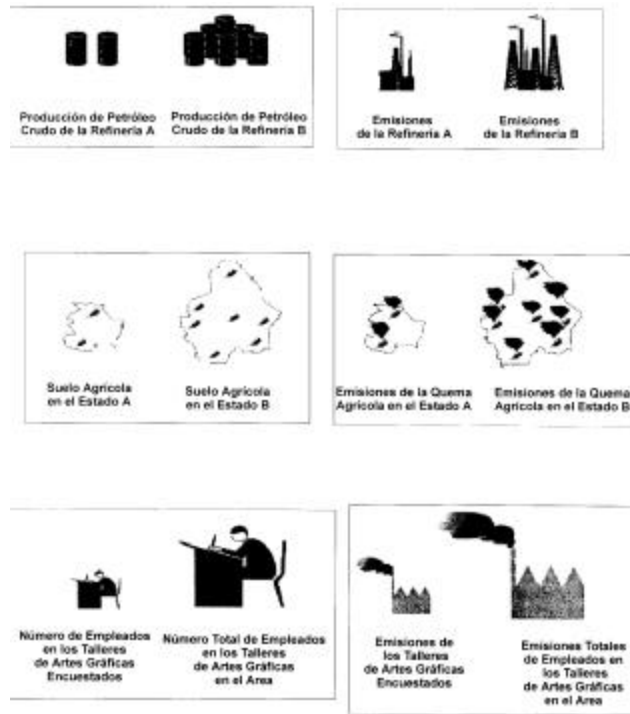 Producción de Petróleo
Crudo de la Refinería A
Producción de Petróleo
Crudo de la Refinería B
Emisiones
de la Refinería A
Emisiones
de la Refinería B
Suelo Agrícola
en el Estado A
Suelo Agrícola
en el Estado B
Emisiones de la Quema
Agrícola en el Estado A
Emisiones de la Quema
Agrícola en el Estado B
Número de Empleados
en los Talleres
de Artes Gráficas
Encuestados
Número Total de Empleados
en los Talleres
de Artes Gráficas
en el Area
Emisiones de
los Talleres
de Artes Gráficas
Encuestados
Emisiones Totales
de Empleados en
los Talleres
de Artes Gráficas
en el Area